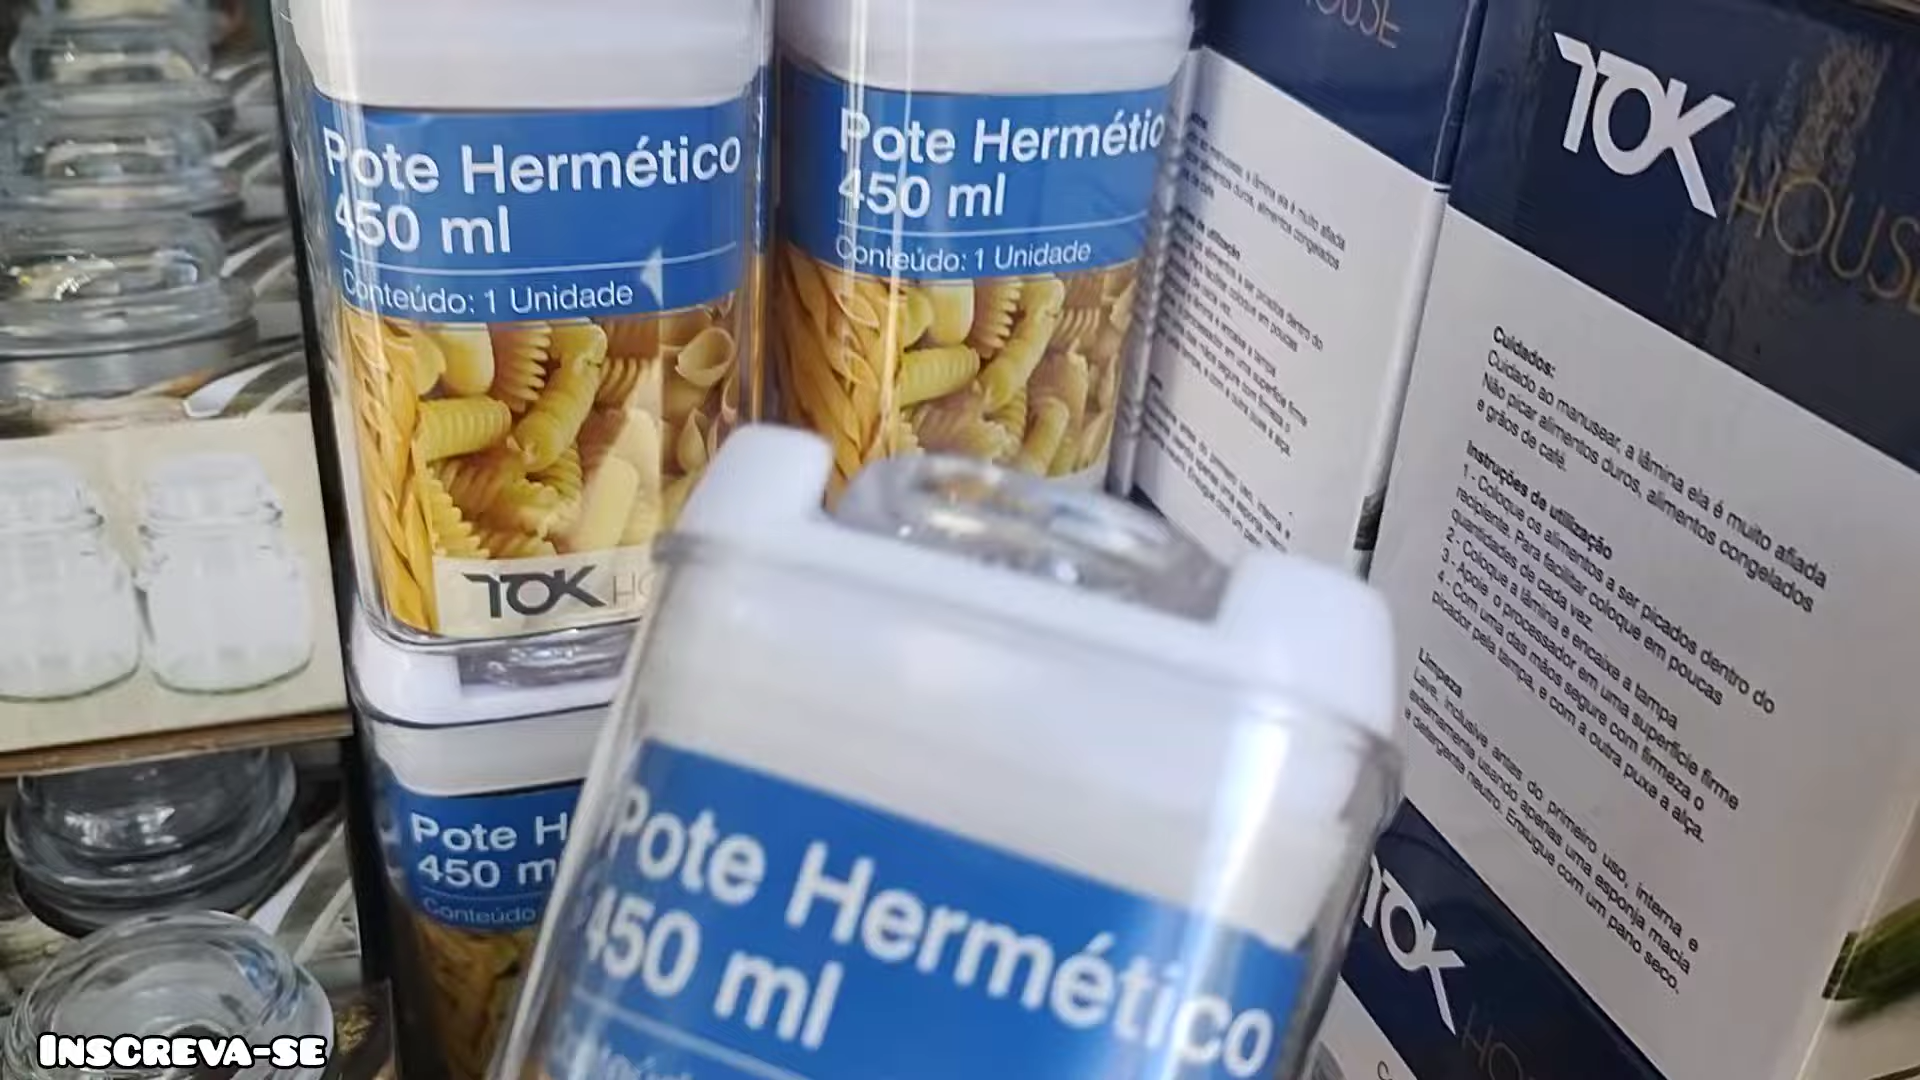 Pote Hermético
450 ml
Conteúdo: 1 Unidade
TOK
Pote Hermético
450 ml
Conteúdo: 1 Unidade
Pote
450
Conteúdo
Pote Hermético
450 ml
HOUSE
TOK
HOUSE
Cuidados:
Cuidado ao manusear, a lâmina ela é muito afiada
Não picar alimentos duros, alimentos congelados
e grãos de café.
Instruções de utilização
1 - Coloque os alimentos a ser picados dentro do
recipiente. Para facilitar coloque em poucas
quantidades de cada vez.
2 - Coloque a lâmina e encaixe a tampa
3 - Apoie o processador em uma superfície firme
4 - Com uma das mãos segure com firmeza o
picador pela tampa, e com a outra puxe a alça.
Limpeza
Lave, inclusive antes do primeiro uso, interna e
externamente usando apenas uma esponja macia
e detergente neutro. Enxugue com um pano seco.
TOK
INSCREVA-SE